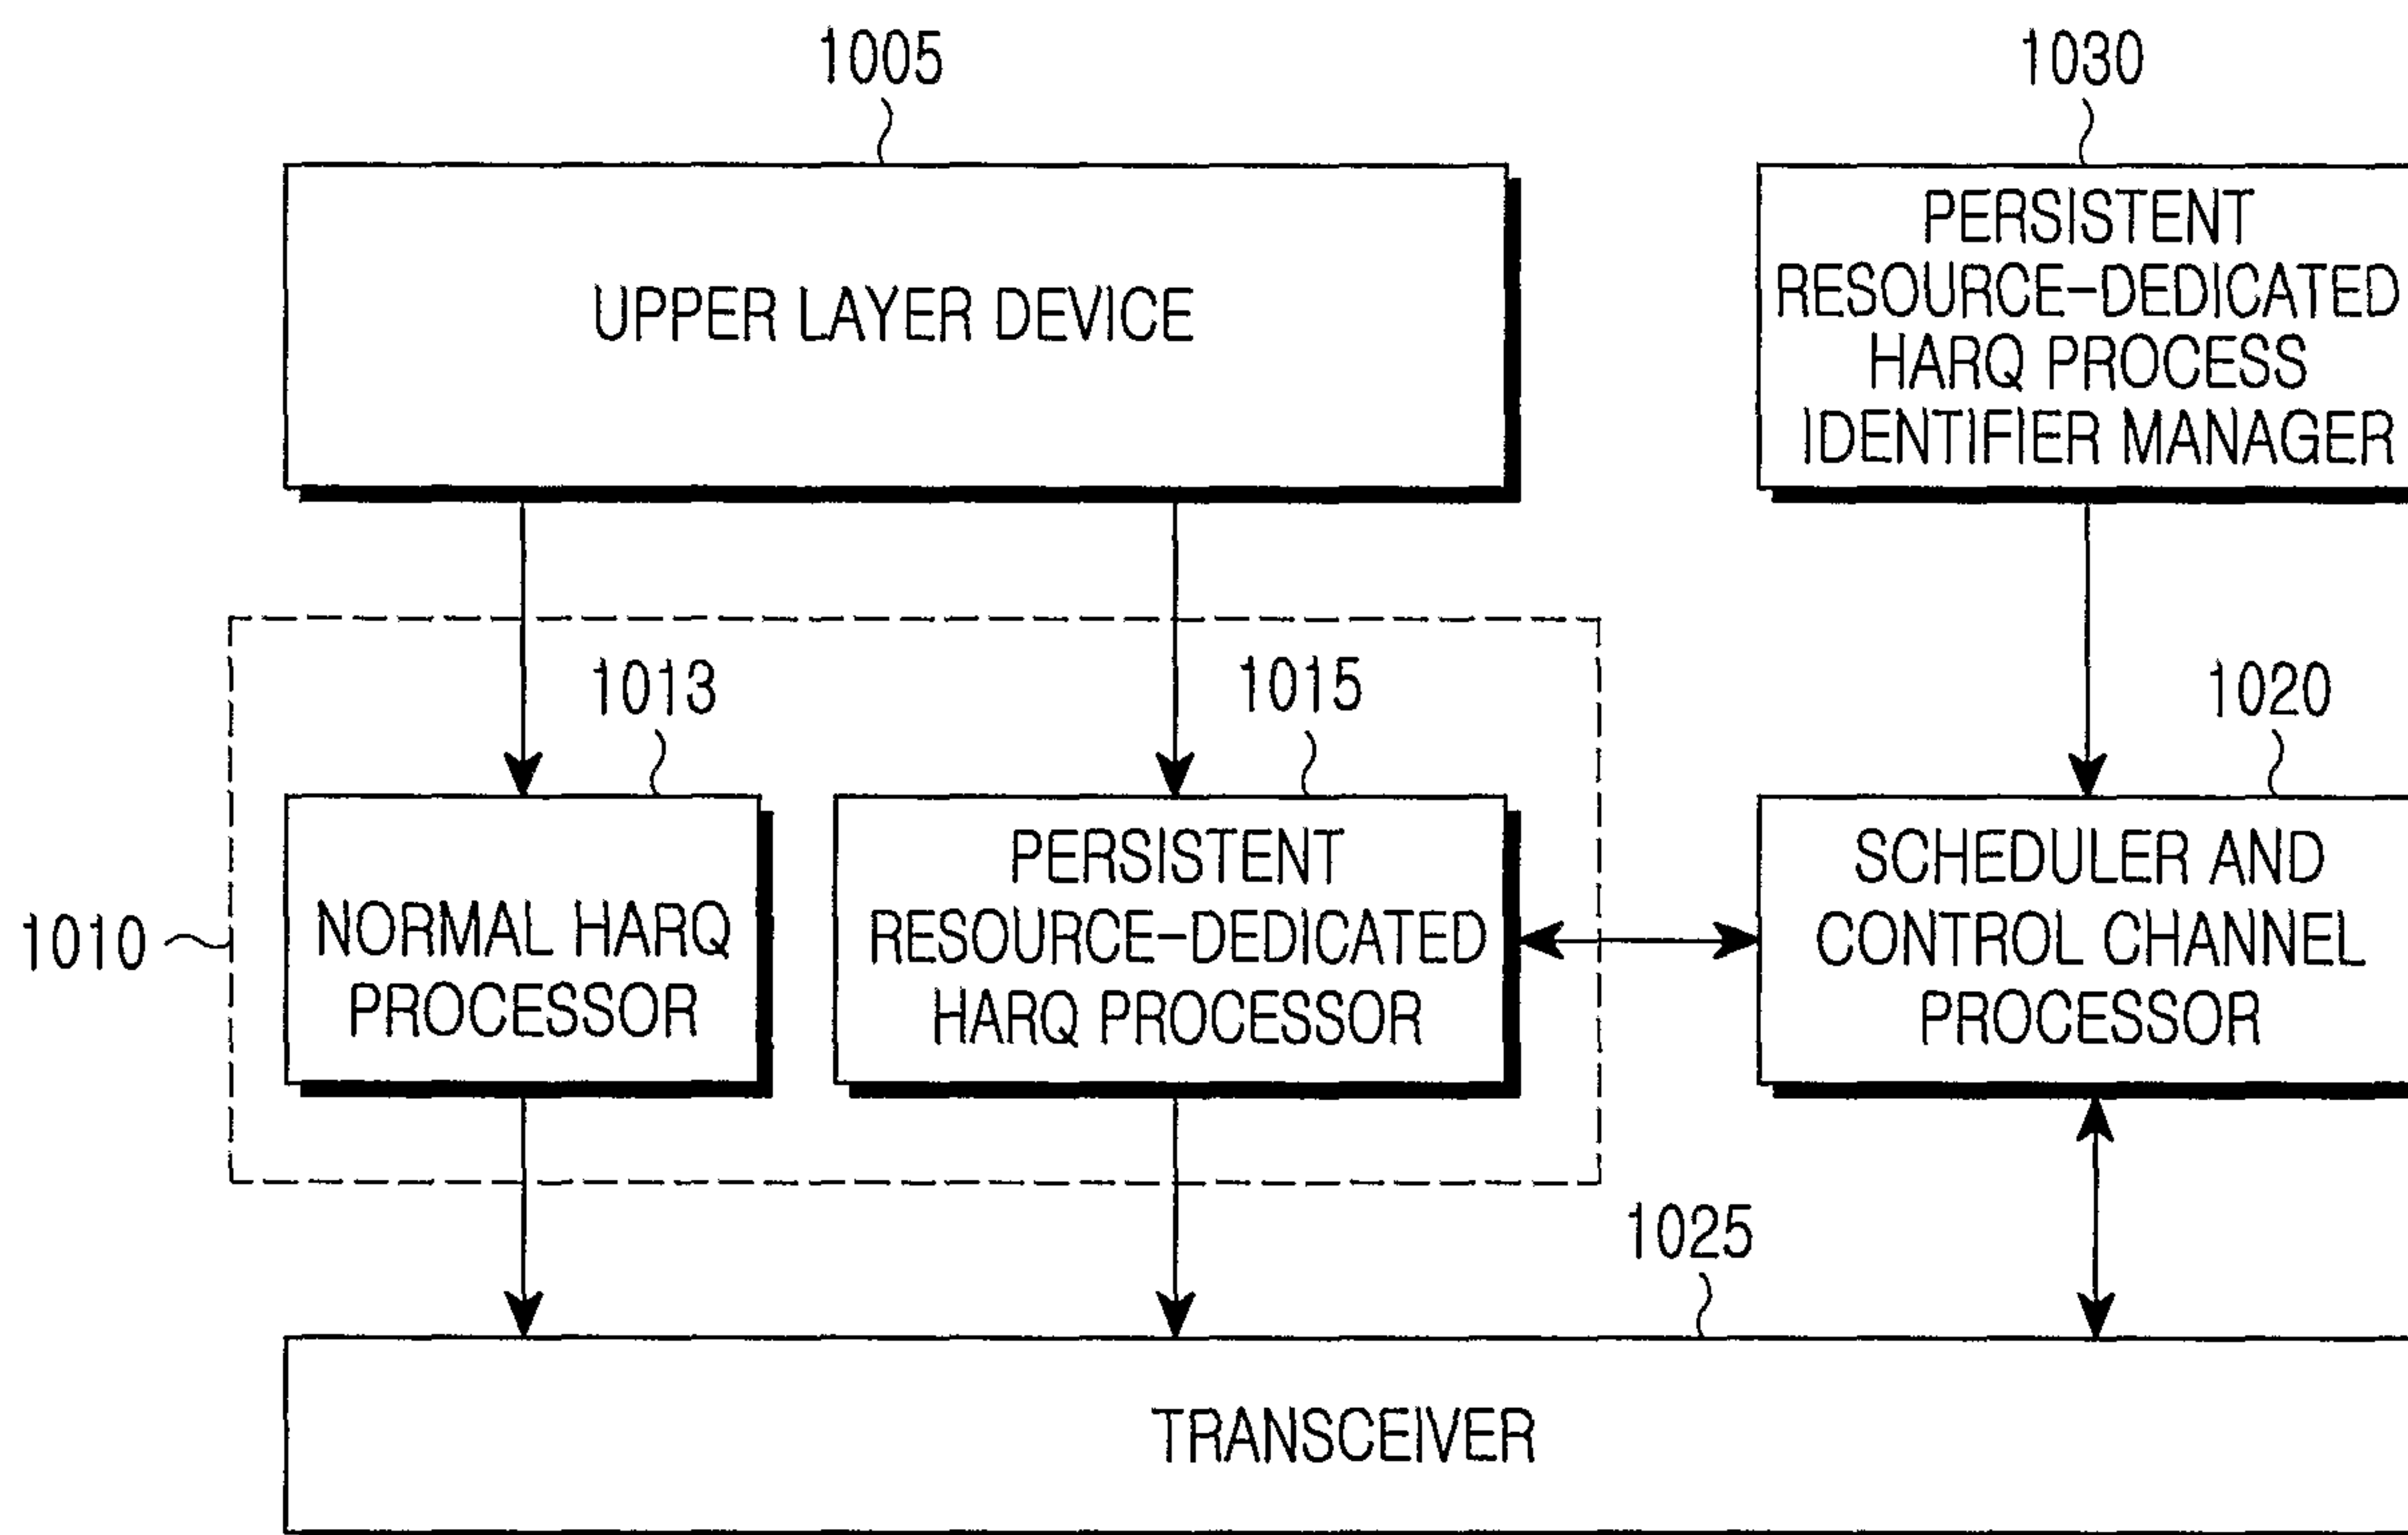 1005
1030
UPPER LAYER DEVICE
PERSISTENT
RESOURCE-DEDICATED
HARQ PROCESS
IDENTIFIER MANAGER
1010
1013
1015
1020
NORMAL HARQ
PROCESSOR
PERSISTENT
RESOURCE-DEDICATED
HARQ PROCESSOR
SCHEDULER AND
CONTROL CHANNEL
PROCESSOR
1025
TRANSCEIVER